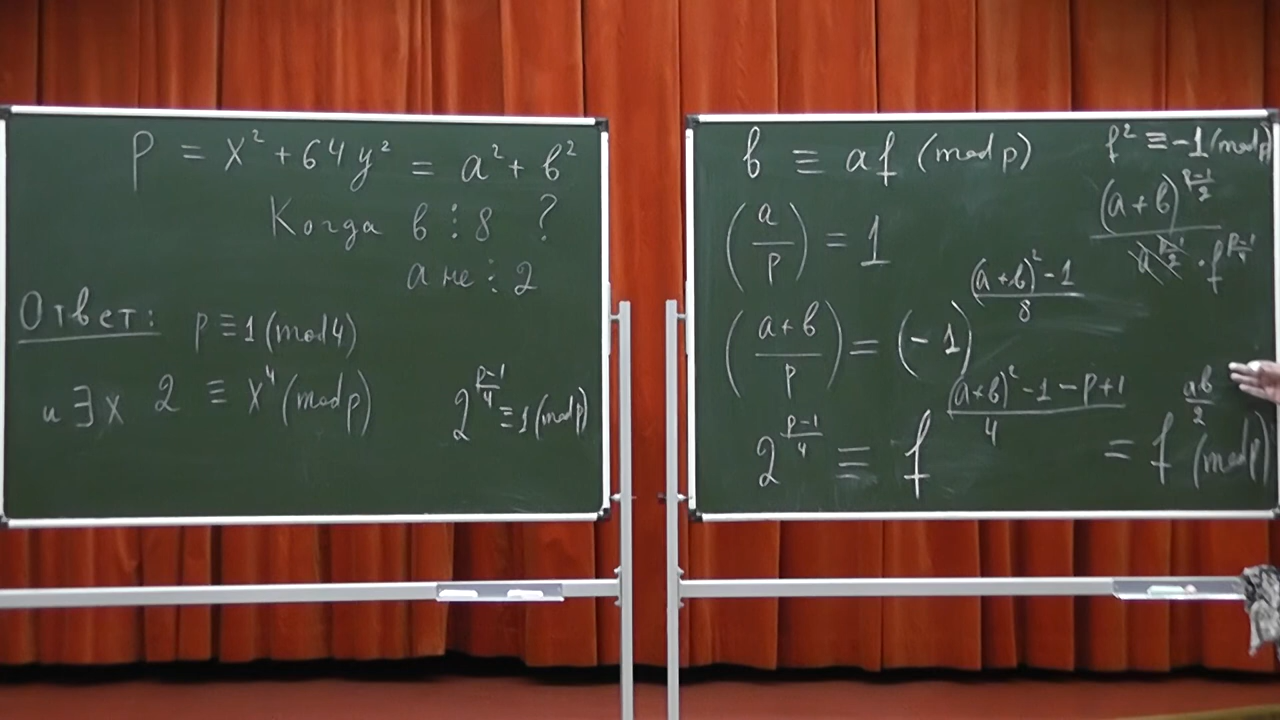 p = x² + 64y² = a² + b²
Когда b ⋮ 8 ?
a не ⋮ 2
Ответ: p ≡ 1 (mod 4)
и ∃ x 2 ≡ x⁴ (mod p) 2^((p-1)/4) ≡ 1 (mod p)
b ≡ af (mod p) f² ≡ -1 (mod p)
(a/p) = 1 (a+b)^((p-1)/2) / (a^((p-1)/2) · f^((p-1)/4))
((a+b)/p) = (-1)^(((a+b)²-1)/8)
2^((p-1)/4) ≡ f^(((a+b)²-1-p+1)/4) = f^(ab/2) (mod p)